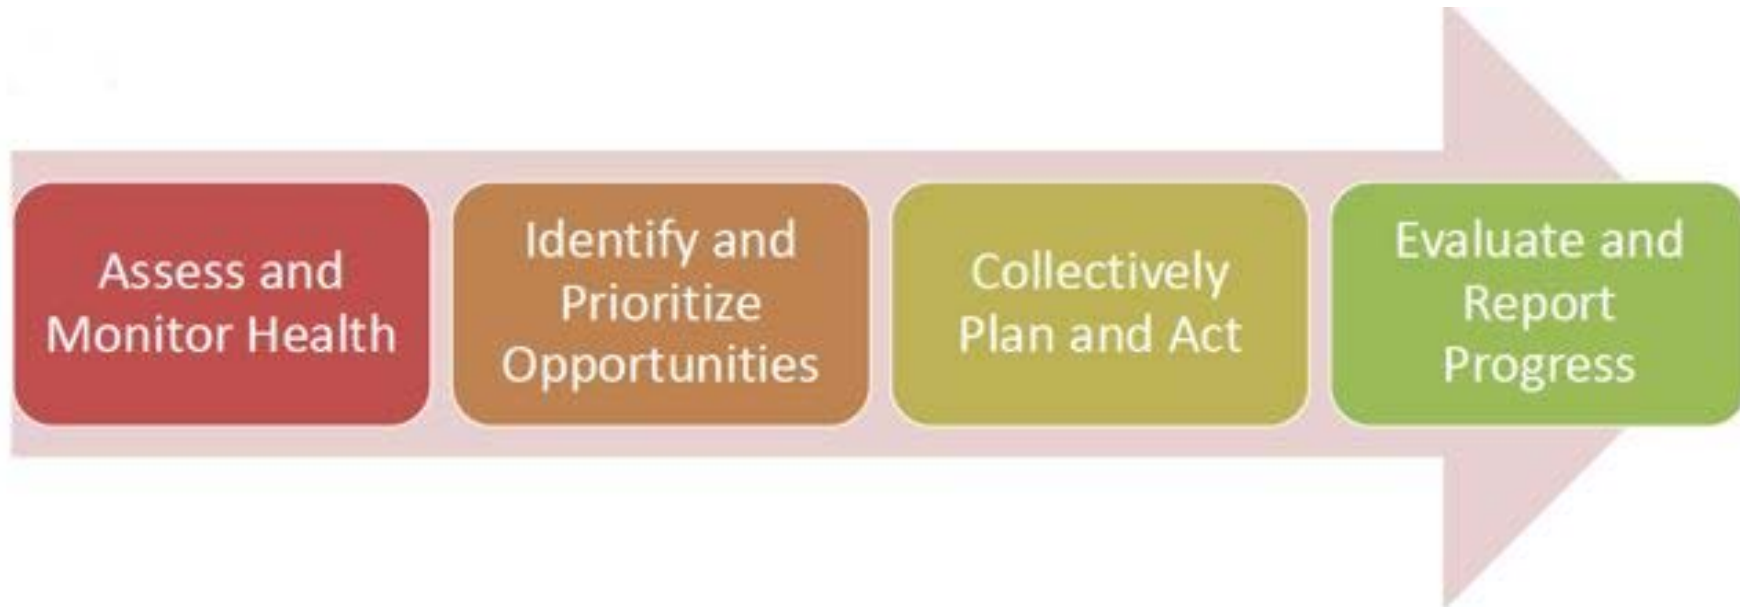 Assess and
Monitor Health
Identify and
Prioritize
Opportunities
Collectively
Plan and Act
Evaluate and
Report
Progress